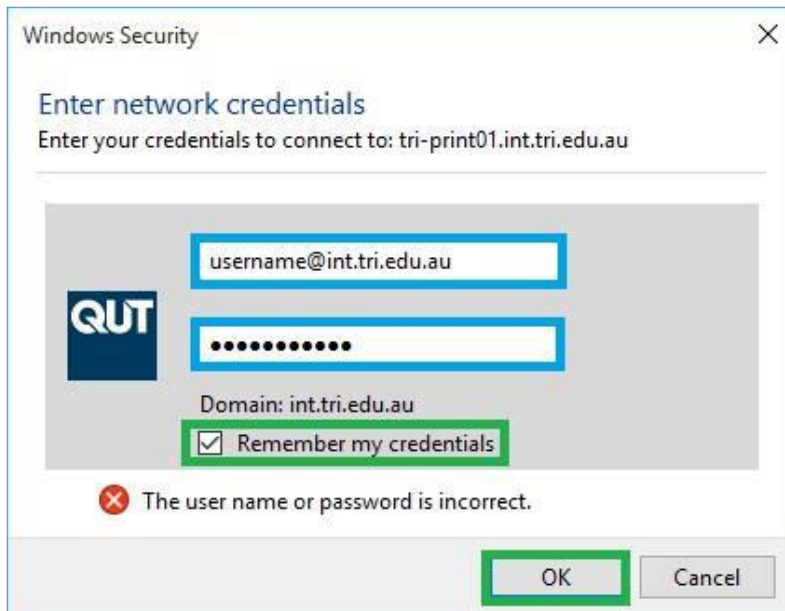 Windows Security
Enter network credentials
Enter your credentials to connect to: tri-print01.int.tri.edu.au
username@int.tri.edu.au
QUT
•••••••••••
Domain: int.tri.edu.au
Remember my credentials
The user name or password is incorrect.
OK Cancel